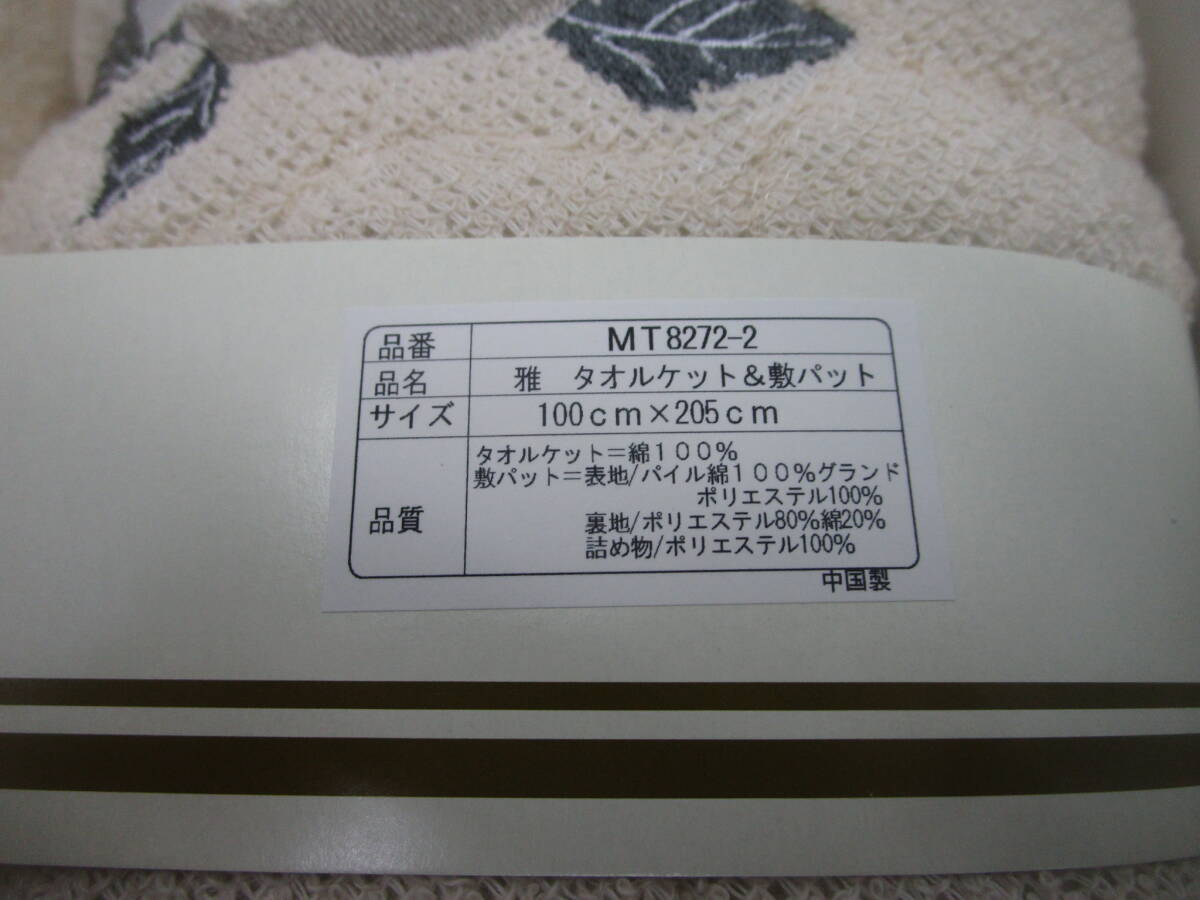 品番 ＭＴ8272-2
品名 雅　タオルケット＆敷パット
サイズ 100ｃｍ×205ｃｍ
品質 タオルケット＝綿１００％
敷パット＝表地/パイル綿１００％グランド
ポリエステル100％
裏地/ポリエステル80％綿20％
詰め物/ポリエステル100％
中国製